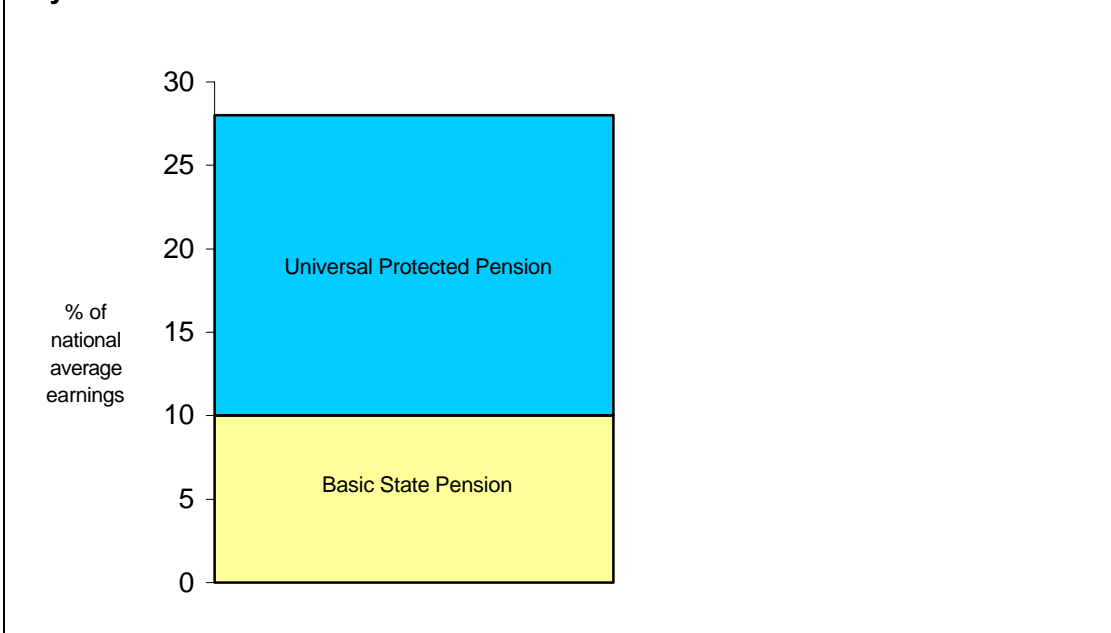 30
25
Universal Protected Pension
20
15
% of
national
average
earnings
10
Basic State Pension
5
0